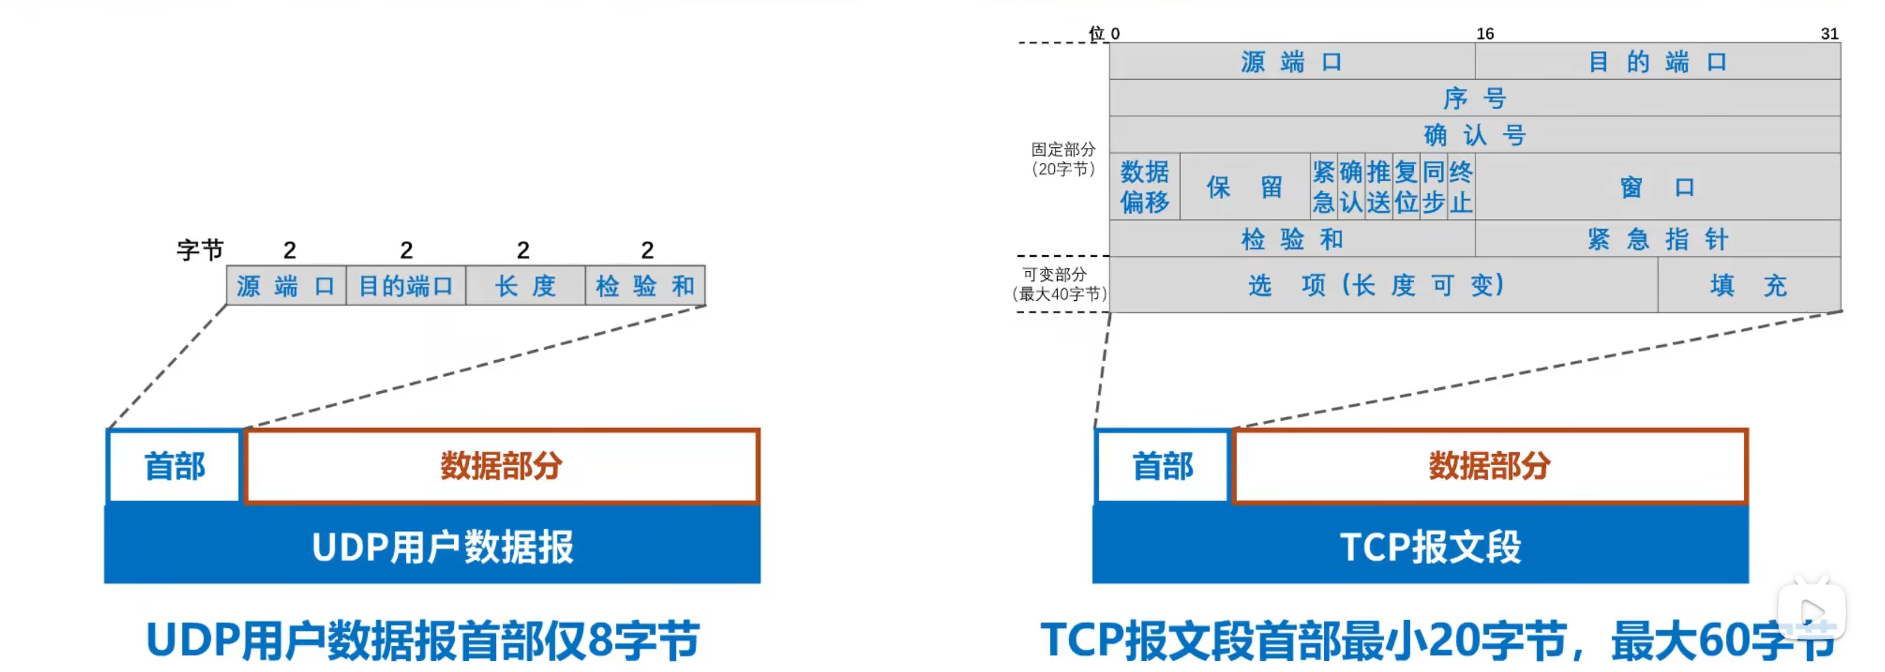 字节 2 2 2 2
源端口 目的端口 长度 检验和
首部 数据部分
UDP用户数据报
UDP用户数据报首部仅8字节
位 0 16 31
源端口 目的端口
序号
确认号
固定部分
（20字节）
数据偏移 保留 紧急 确认 推送 复位 同步 终止 窗口
检验和 紧急指针
可变部分
（最大40字节）
选项（长度可变） 填充
首部 数据部分
TCP报文段
TCP报文段首部最小20字节，最大60字节